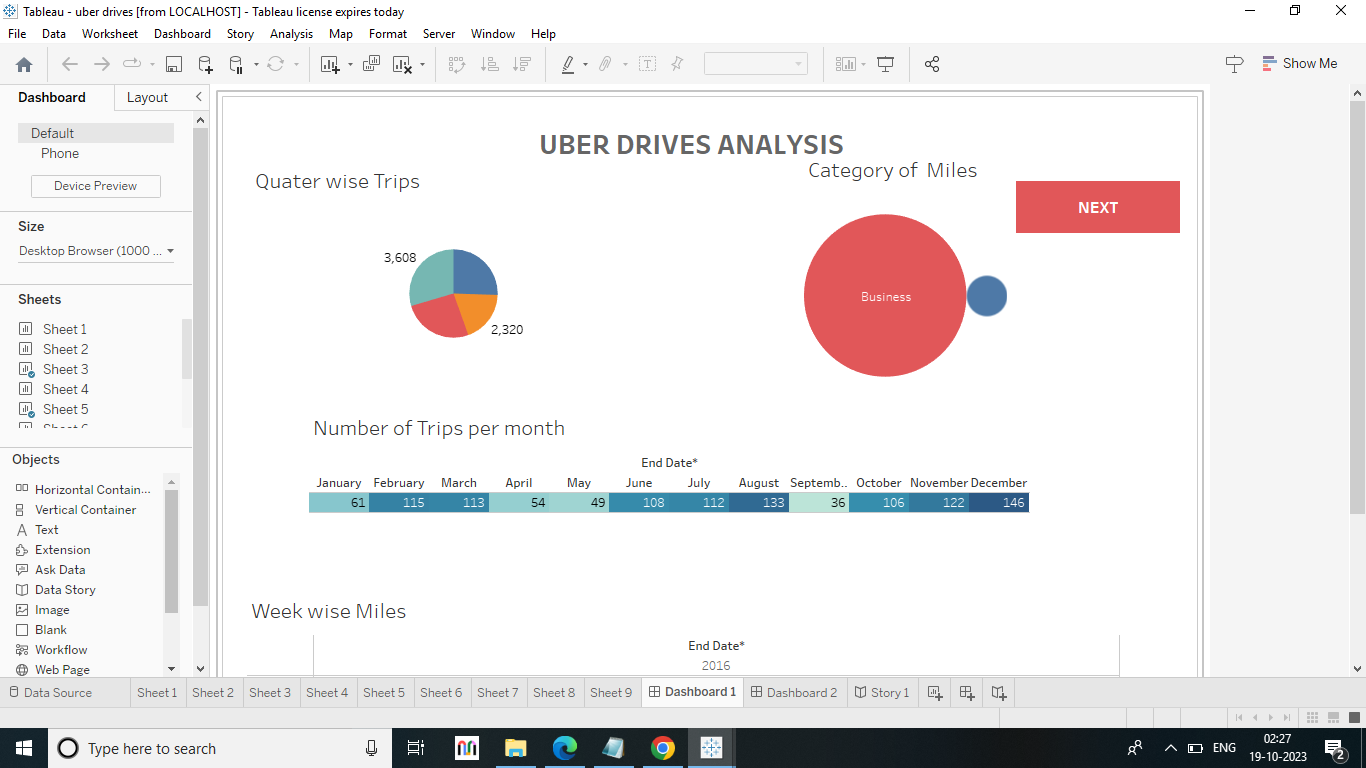 Tableau - uber drives [from LOCALHOST] - Tableau license expires today
File Data Worksheet Dashboard Story Analysis Map Format Server Window Help
Show Me
Dashboard Layout
Default
Phone
Device Preview
Size
Desktop Browser (1000 ...
Sheets
Sheet 1
Sheet 2
Sheet 3
Sheet 4
Sheet 5
Objects
Horizontal Contain...
Vertical Container
Text
Extension
Ask Data
Data Story
Image
Blank
Workflow
Web Page
UBER DRIVES ANALYSIS
Quater wise Trips
3,608
2,320
Category of Miles
Business
NEXT
Number of Trips per month
End Date*
January February March April May June July August Septemb.. October November December
61 115 113 54 49 108 112 133 36 106 122 146
Week wise Miles
End Date*
2016
Data Source Sheet 1 Sheet 2 Sheet 3 Sheet 4 Sheet 5 Sheet 6 Sheet 7 Sheet 8 Sheet 9 Dashboard 1 Dashboard 2 Story 1
Type here to search
ENG
02:27
19-10-2023
2